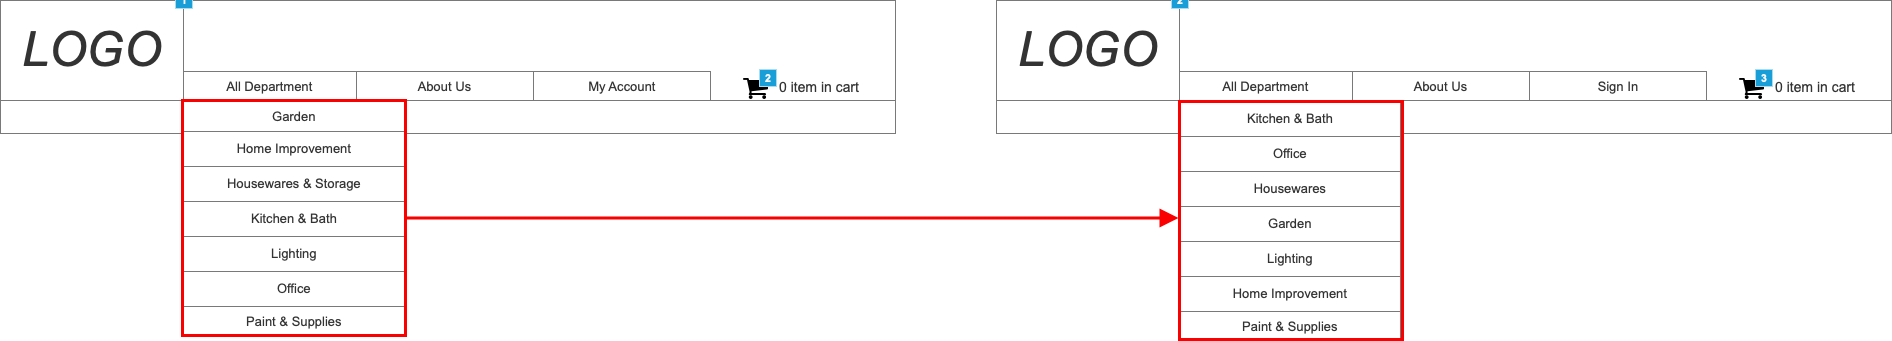 1
LOGO
All Department
About Us
My Account
2
0 item in cart
Garden
Home Improvement
Housewares & Storage
Kitchen & Bath
Lighting
Office
Paint & Supplies
2
LOGO
All Department
About Us
Sign In
3
0 item in cart
Kitchen & Bath
Office
Housewares
Garden
Lighting
Home Improvement
Paint & Supplies